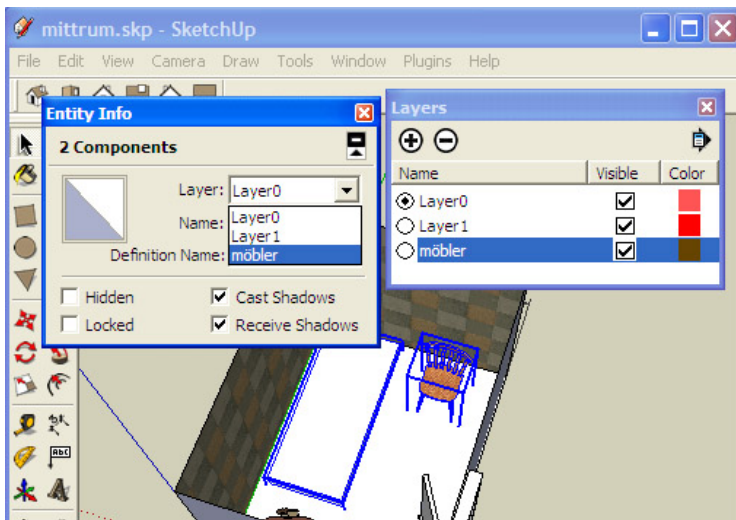 mittrum.skp - SketchUp
File Edit View Camera Draw Tools Window Plugins Help
Entity Info
2 Components
Layer: Layer0
Name:
Layer0
Layer1
Definition Name: möbler
Hidden Cast Shadows
Locked Receive Shadows
Layers
Name Visible Color
Layer0
Layer1
möbler
ABC
A